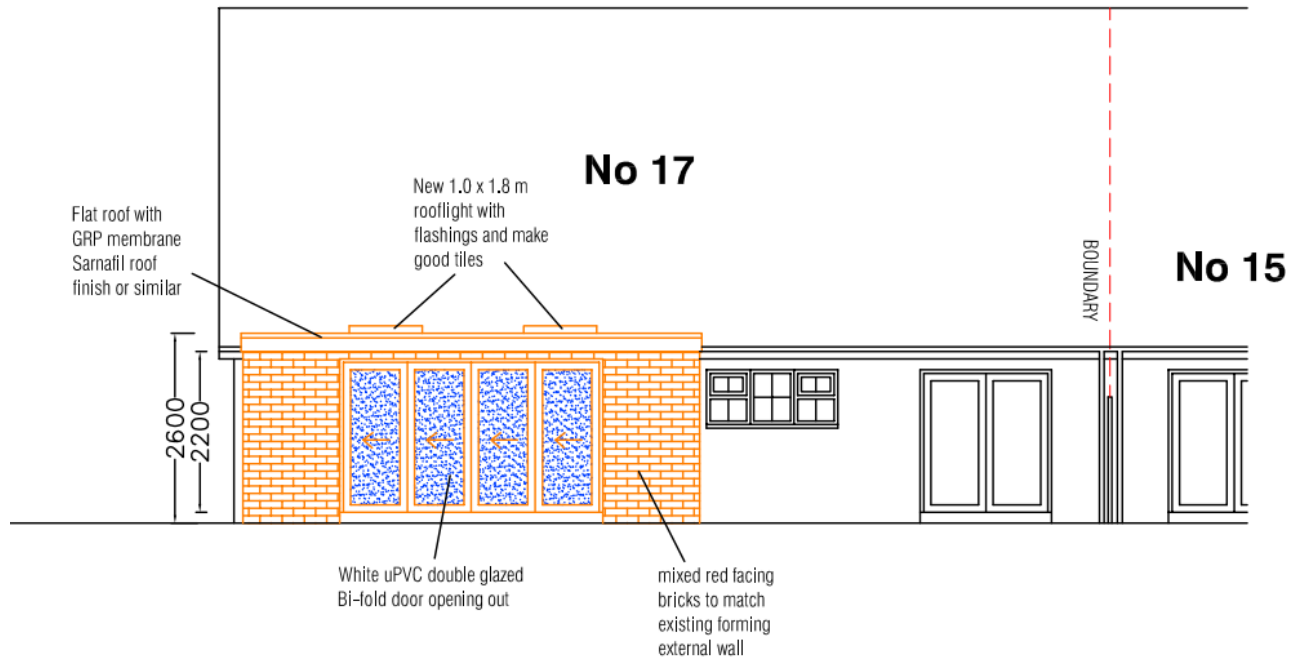 No 17
New 1.0 x 1.8 m
rooflight with
flashings and make
good tiles
Flat roof with
GRP membrane
Sarnafil roof
finish or similar
BOUNDARY
No 15
2600
2200
White uPVC double glazed
Bi-fold door opening out
mixed red facing
bricks to match
existing forming
external wall